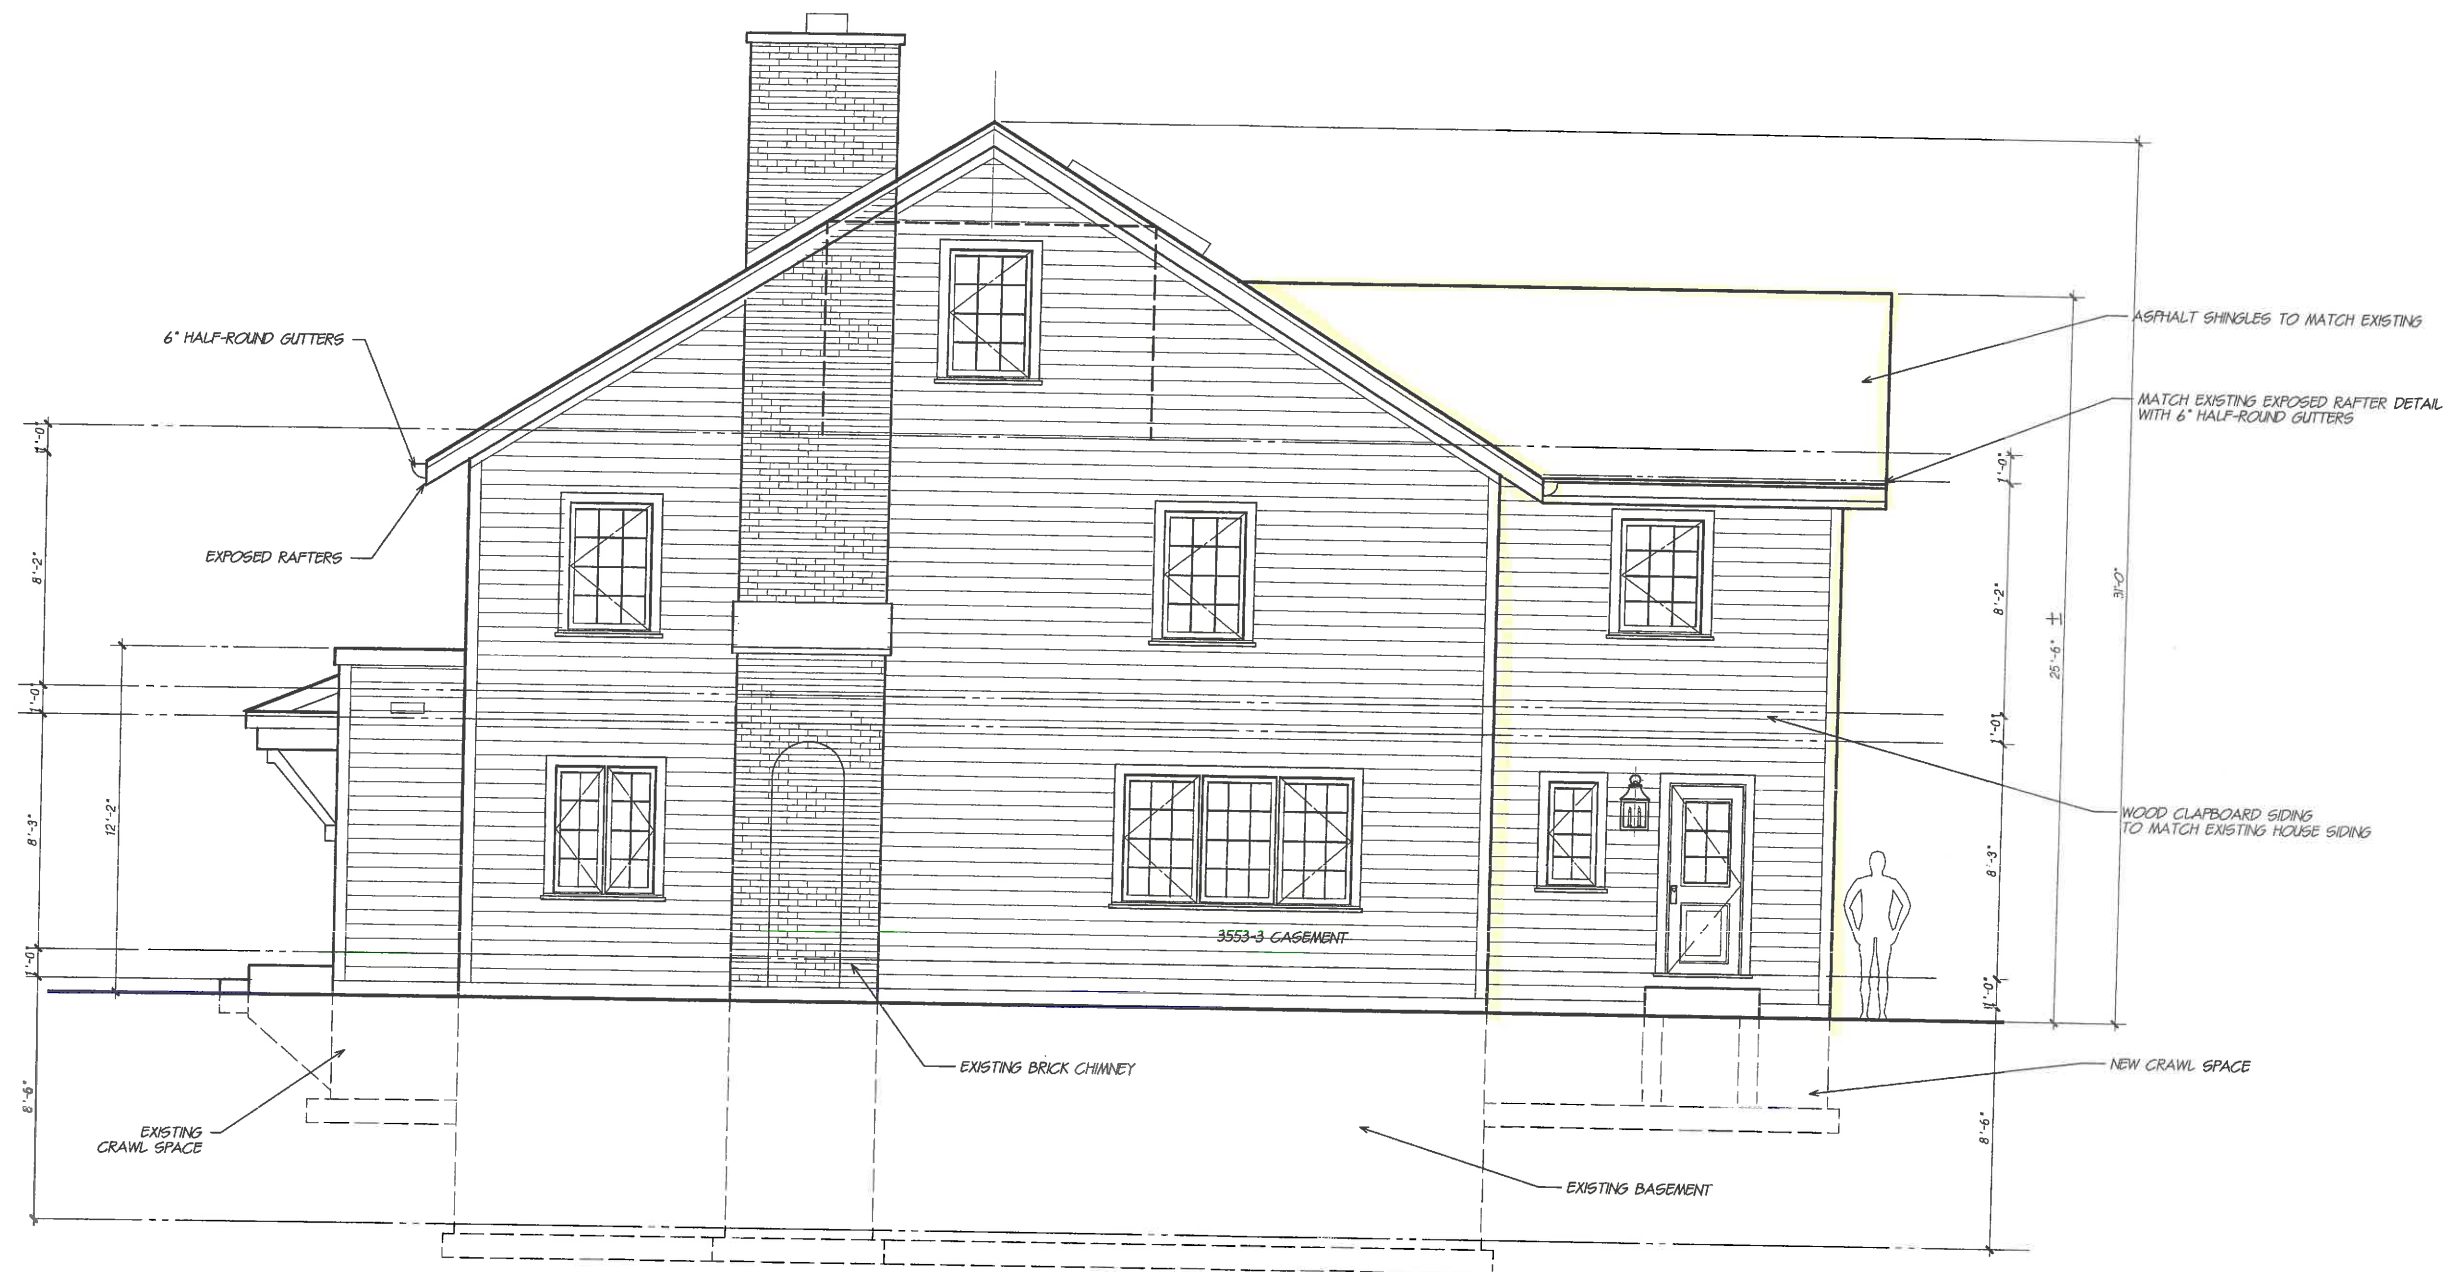 6" HALF-ROUND GUTTERS
EXPOSED RAFTERS
ASPHALT SHINGLES TO MATCH EXISTING
MATCH EXISTING EXPOSED RAFTER DETAIL
WITH 6" HALF-ROUND GUTTERS
1'-0"
8'-2"
1'-0"
8'-3"
1'-0"
8'-6"
12'-2"
1'-0"
8'-2"
1'-0"
8'-3"
1'-0"
8'-6"
25'-6" ±
31'-0"
WOOD CLAPBOARD SIDING
TO MATCH EXISTING HOUSE SIDING
3553-3 CASEMENT
EXISTING BRICK CHIMNEY
NEW CRAWL SPACE
EXISTING
CRAWL SPACE
EXISTING BASEMENT